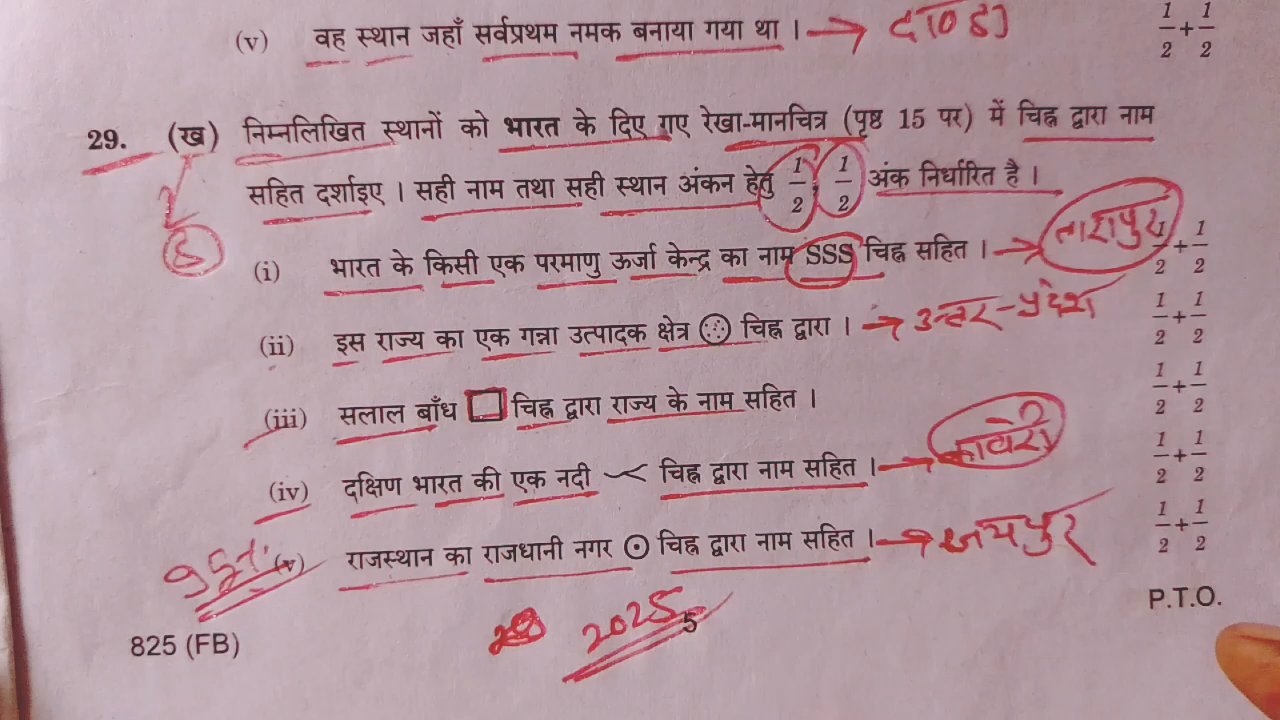 (v) वह स्थान जहाँ सर्वप्रथम नमक बनाया गया था । → दाण्डी 1/2 + 1/2
29. (ख) निम्नलिखित स्थानों को भारत के दिए गए रेखा-मानचित्र (पृष्ठ 15 पर) में चिह्न द्वारा नाम
सहित दर्शाइए । सही नाम तथा सही स्थान अंकन हेतु 1/2, 1/2 अंक निर्धारित है ।
(i) भारत के किसी एक परमाणु ऊर्जा केन्द्र का नाम SSS चिह्न सहित । → तारापुर 1/2 + 1/2
(ii) इस राज्य का एक गन्ना उत्पादक क्षेत्र चिह्न द्वारा । → उत्तर-प्रदेश 1/2 + 1/2
(iii) सलाल बाँध □ चिह्न द्वारा राज्य के नाम सहित । 1/2 + 1/2
(iv) दक्षिण भारत की एक नदी चिह्न द्वारा नाम सहित । → कावेरी 1/2 + 1/2
(v) राजस्थान का राजधानी नगर ⊙ चिह्न द्वारा नाम सहित । → जयपुर 1/2 + 1/2
2025
825 (FB) 5 P.T.O.